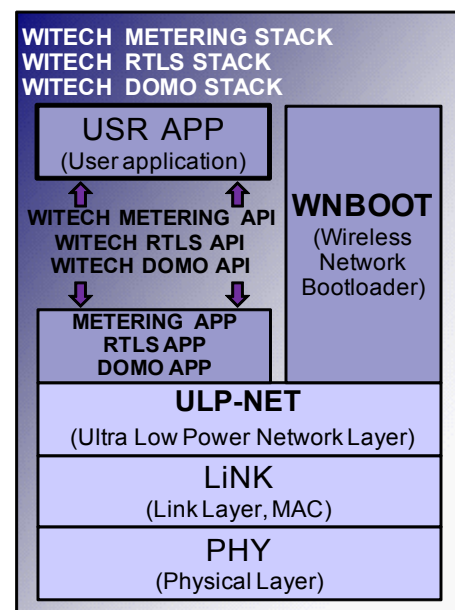 WITECH METERING STACK
WITECH RTLS STACK
WITECH DOMO STACK
USR APP
(User application)
WITECH METERING API
WITECH RTLS API
WITECH DOMO API
METERING APP
RTLS APP
DOMO APP
WNBOOT
(Wireless
Network
Bootloader)
ULP-NET
(Ultra Low Power Network Layer)
LiNK
(Link Layer, MAC)
PHY
(Physical Layer)